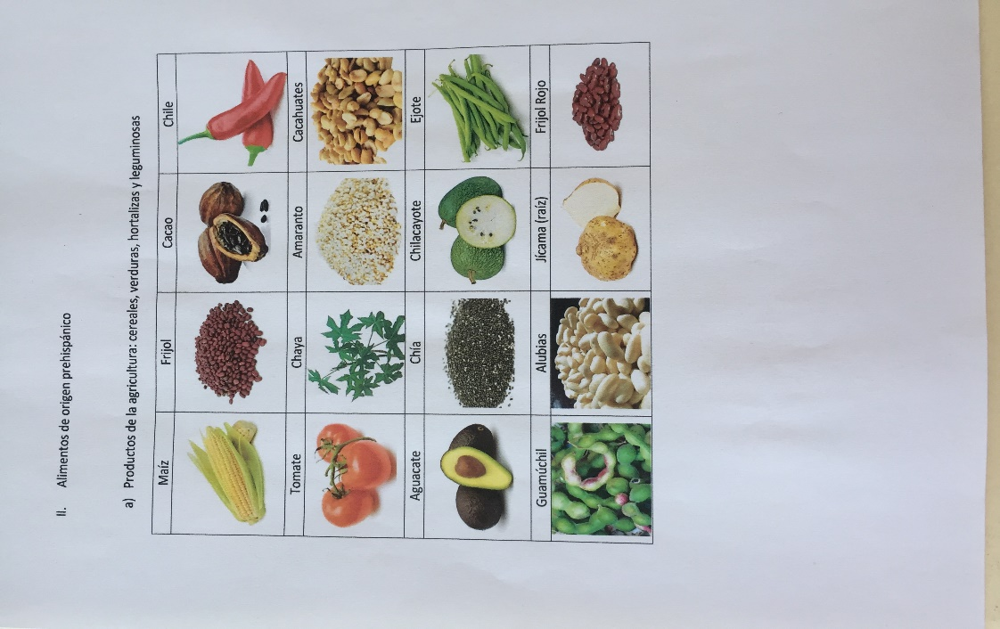 II. Alimentos de origen prehispánico
a) Productos de la agricultura: cereales, verduras, hortalizas y leguminosas
Maíz Frijol Cacao Chile
Tomate Chaya Amaranto Cacahuates
Aguacate Chía Chilacayote Ejote
Guamúchil Alubias Jícama (raíz) Frijol Rojo